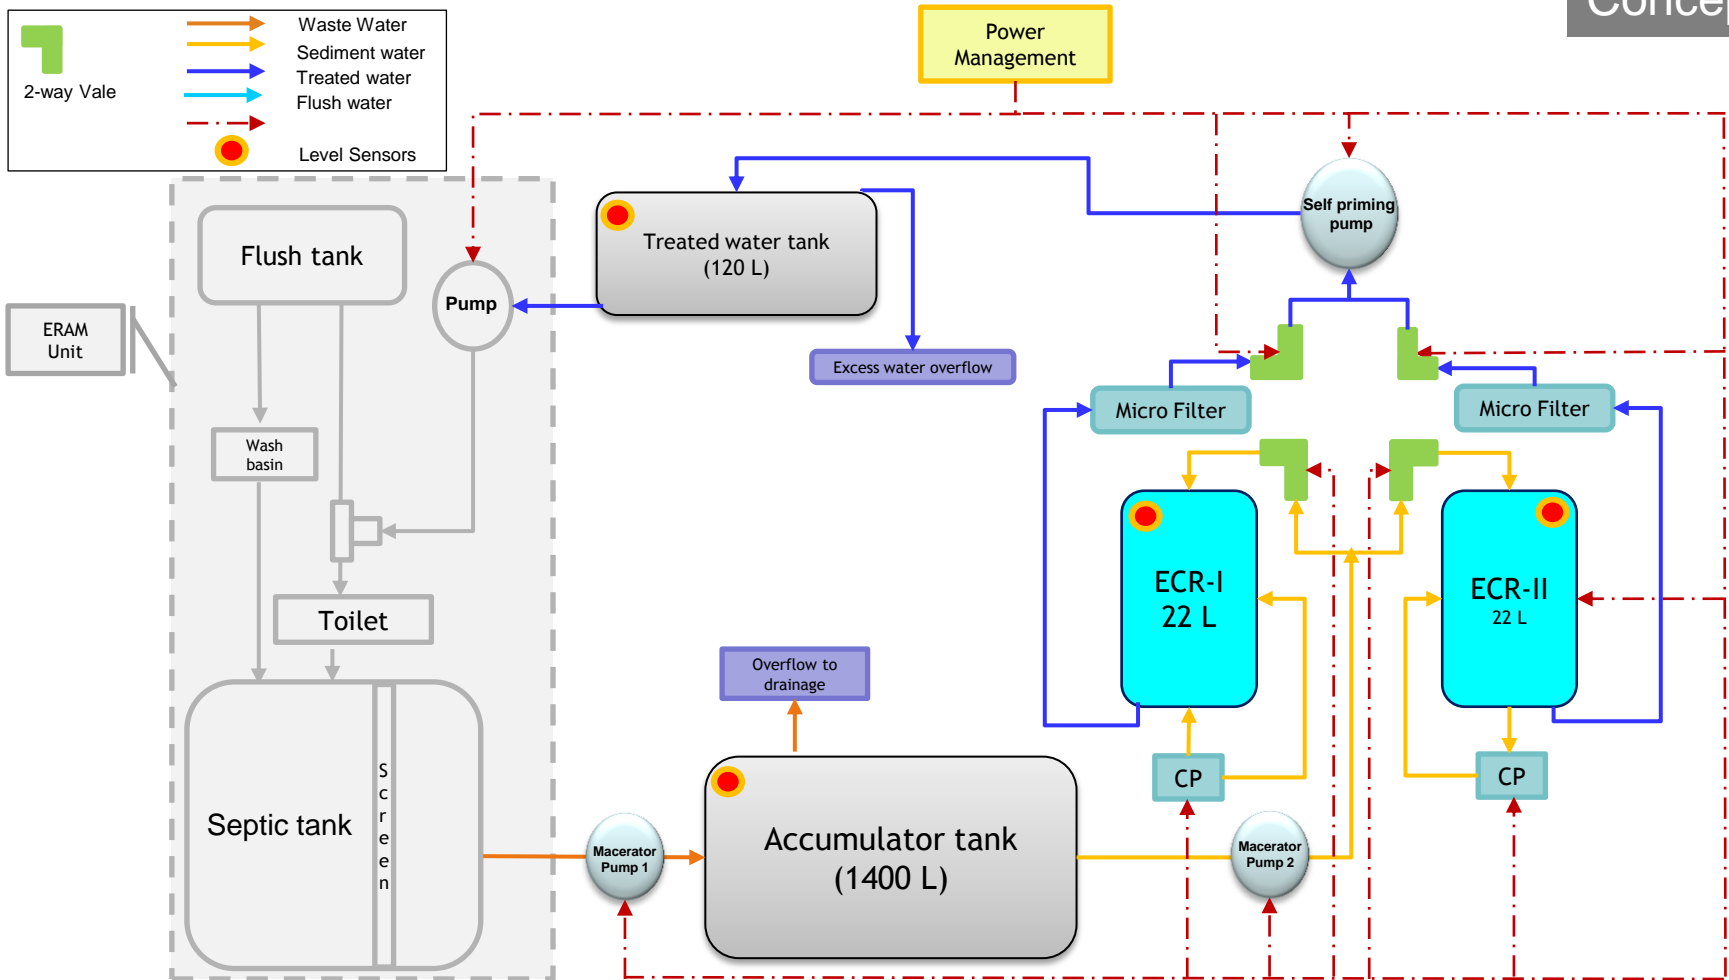 Waste Water
Sediment water
Treated water
Flush water
2-way Vale
Level Sensors
Power
Management
Flush tank
Pump
Treated water tank
(120 L)
Self priming
pump
ERAM
Unit
Excess water overflow
Micro Filter
Micro Filter
Wash
basin
Toilet
ECR-I
22 L
ECR-II
22 L
Overflow to
drainage
CP
CP
Septic tank
Screen
Macerator
Pump 1
Accumulator tank
(1400 L)
Macerator
Pump 2